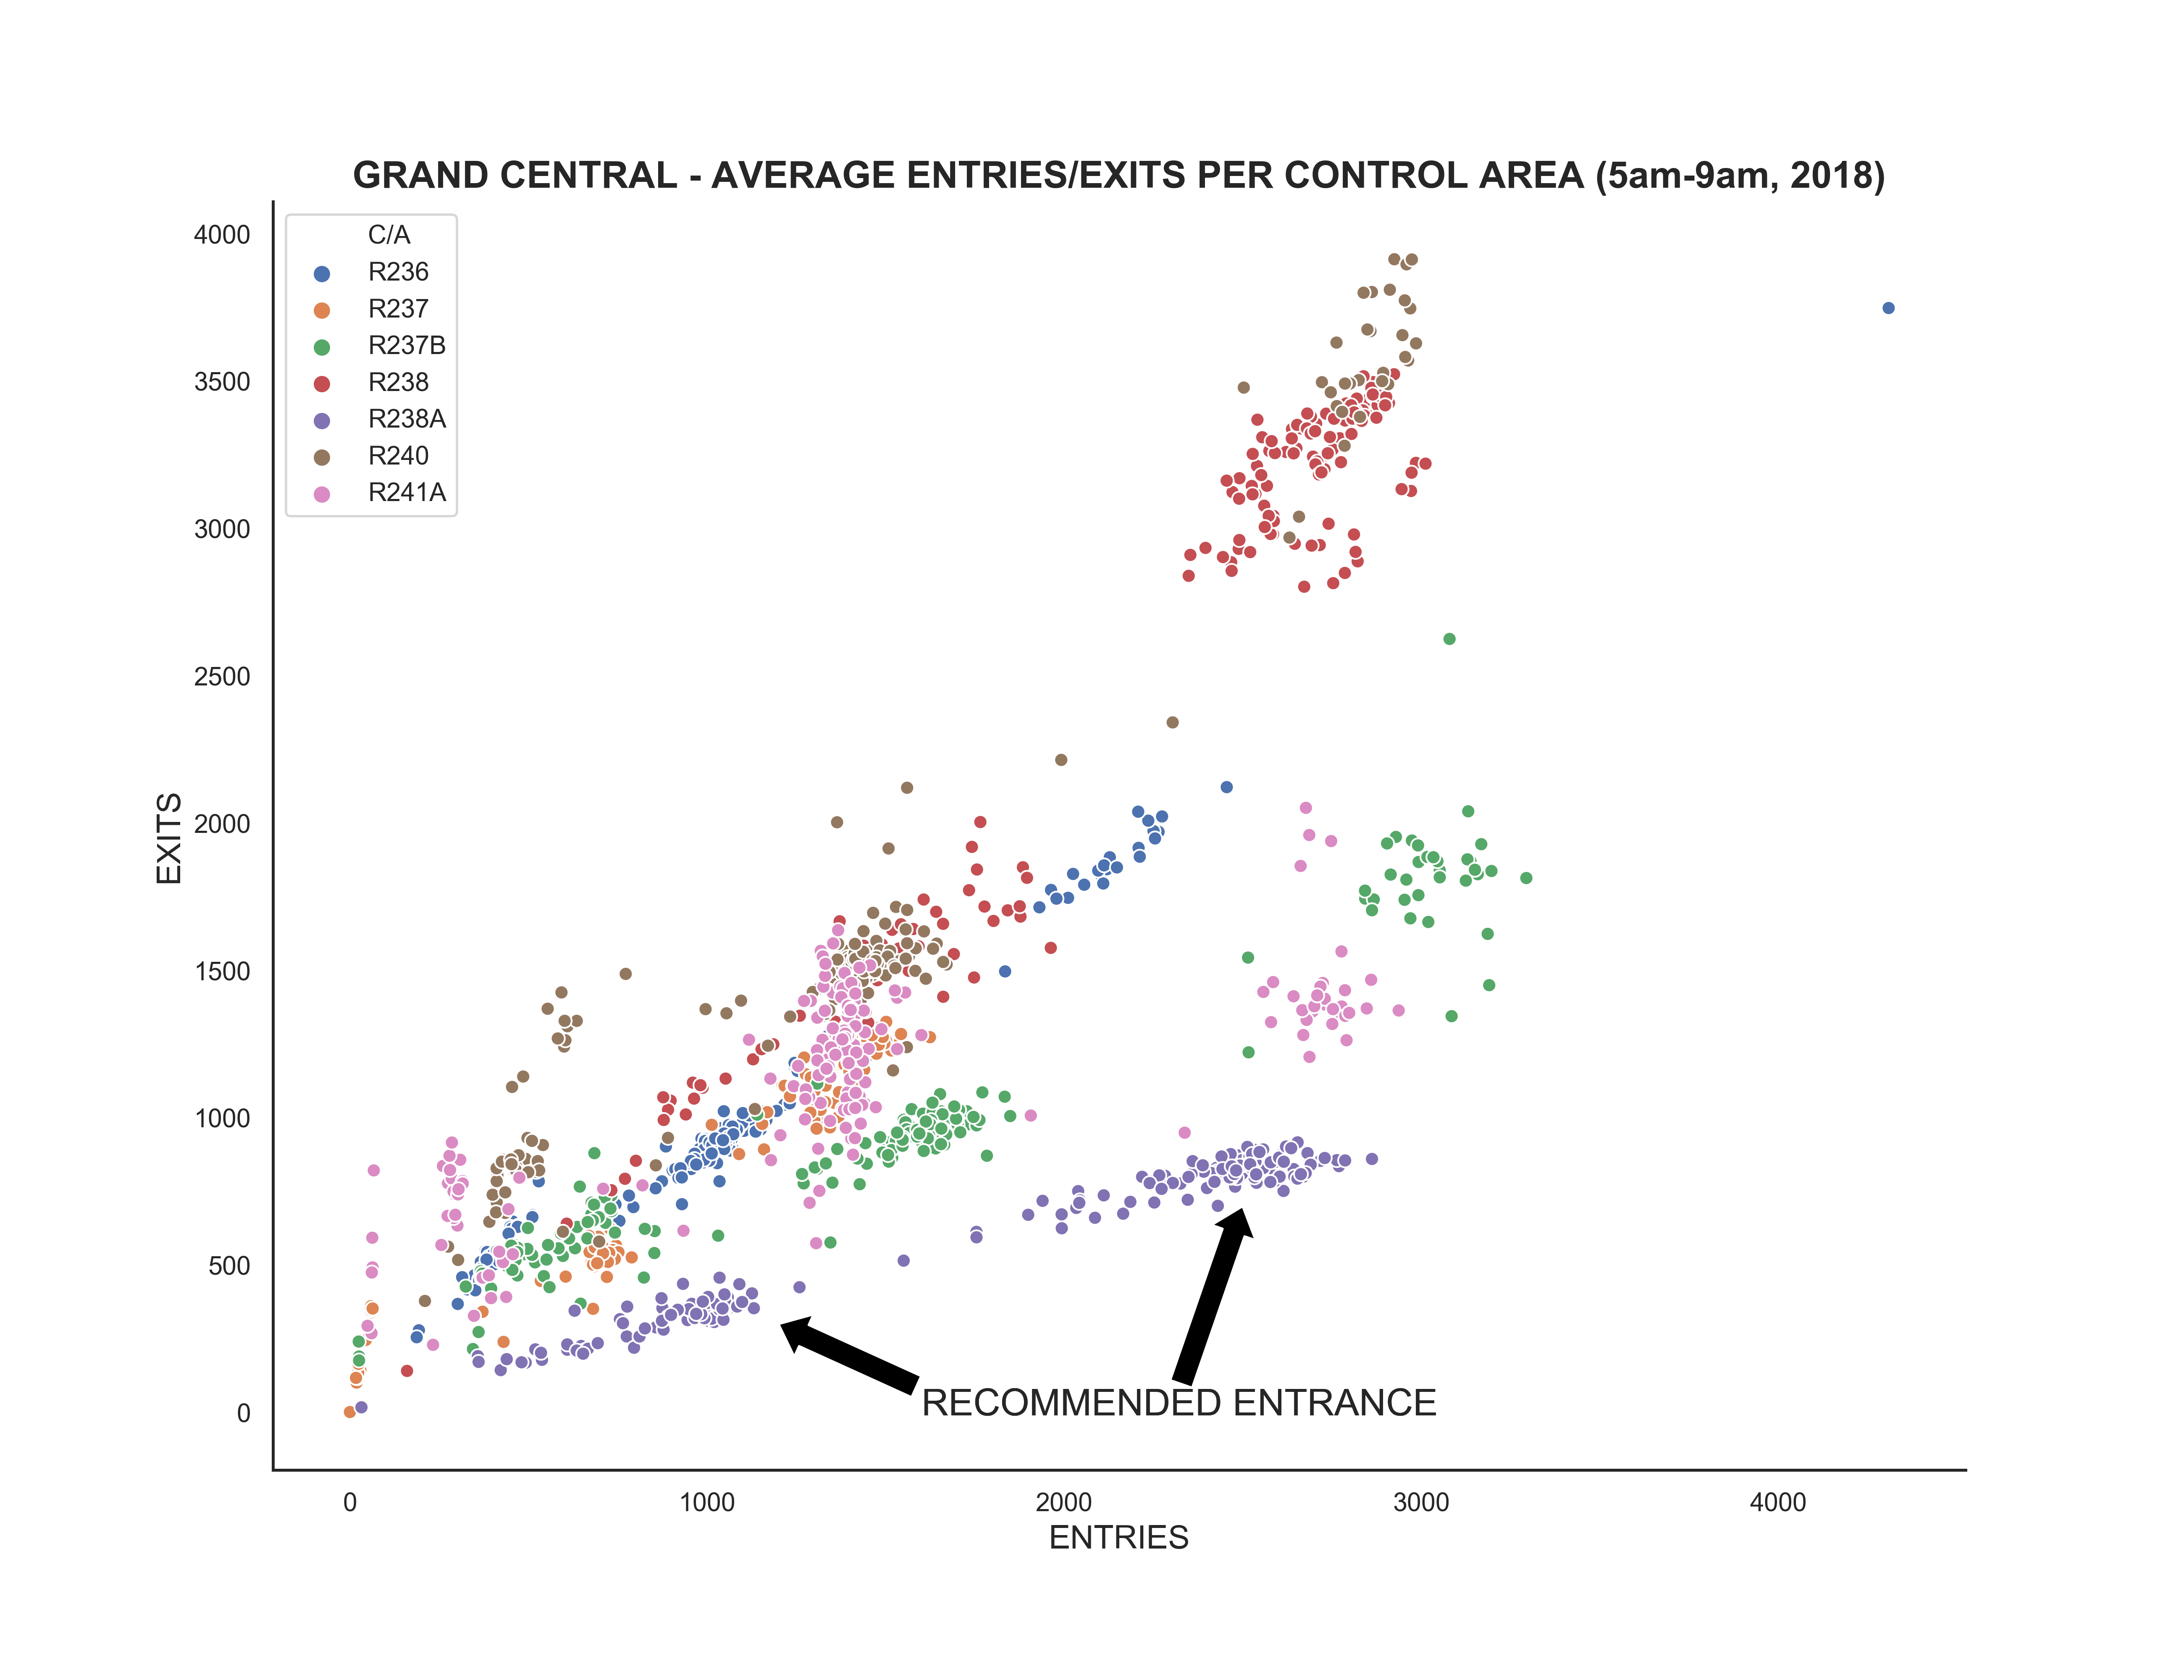 GRAND CENTRAL - AVERAGE ENTRIES/EXITS PER CONTROL AREA (5am-9am, 2018)
C/A
R236
R237
R237B
R238
R238A
R240
R241A
4000
3500
3000
2500
2000
1500
1000
500
0
EXITS
RECOMMENDED ENTRANCE
0 1000 2000 3000 4000
ENTRIES